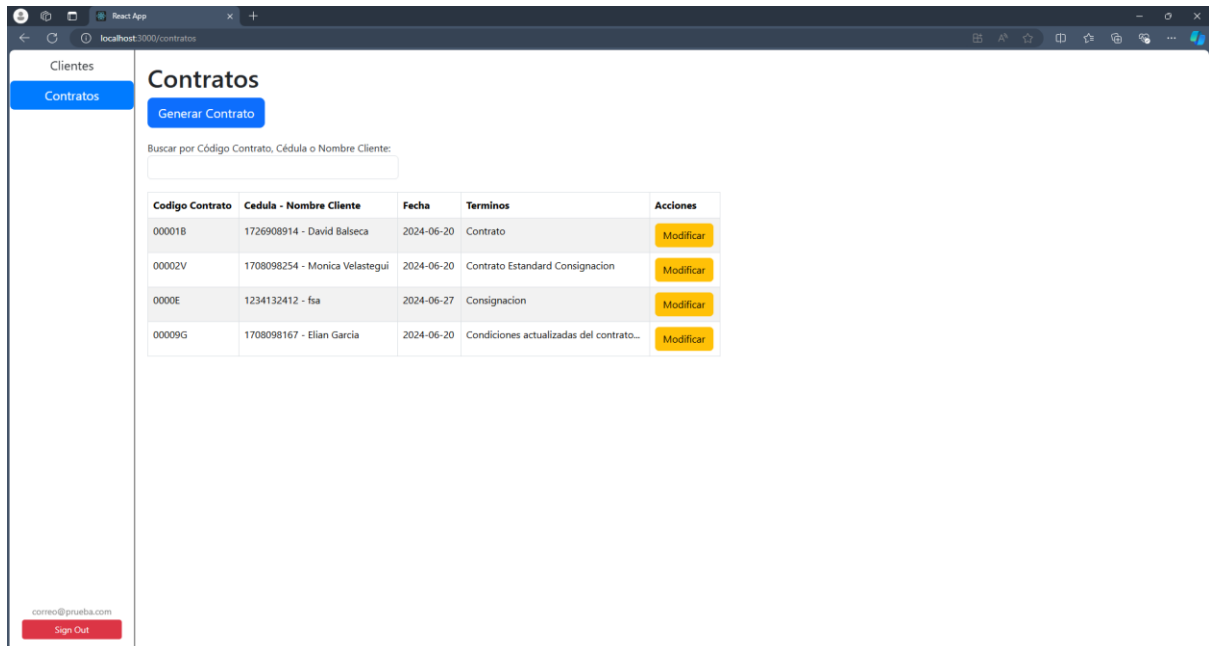 React App
localhost:3000/contratos
Clientes
Contratos
Contratos
Generar Contrato
Buscar por Código Contrato, Cédula o Nombre Cliente:
Codigo Contrato Cedula - Nombre Cliente Fecha Terminos Acciones
00001B 1726908914 - David Balseca 2024-06-20 Contrato Modificar
00002V 1708098254 - Monica Velastegui 2024-06-20 Contrato Estandard Consignacion Modificar
0000E 1234132412 - fsa 2024-06-27 Consignacion Modificar
00009G 1708098167 - Elian Garcia 2024-06-20 Condiciones actualizadas del contrato... Modificar
correo@prueba.com
Sign Out